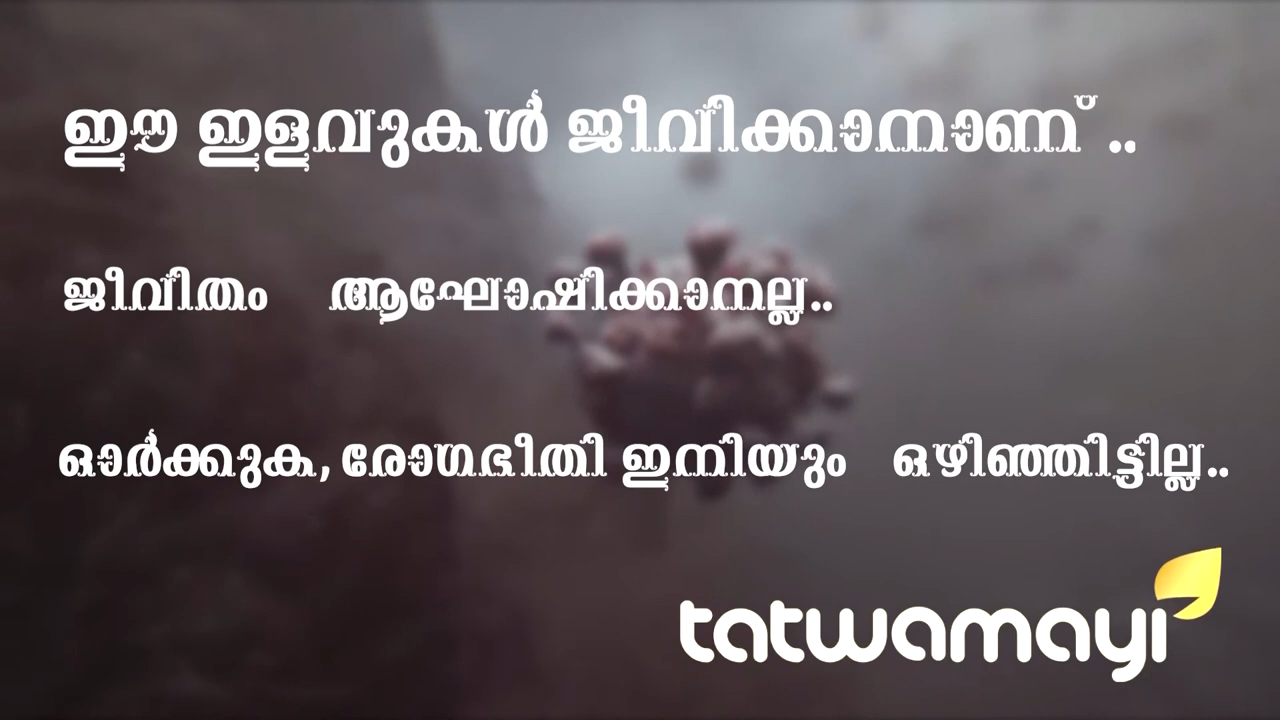 ഈ ഇളവുകൾ ജീവിക്കാനാണ് ..
ജീവിതം ആഘോഷിക്കാനല്ല..
ഓർക്കുക, രോഗഭീതി ഇനിയും ഒഴിഞ്ഞിട്ടില്ല..
tatwamayi